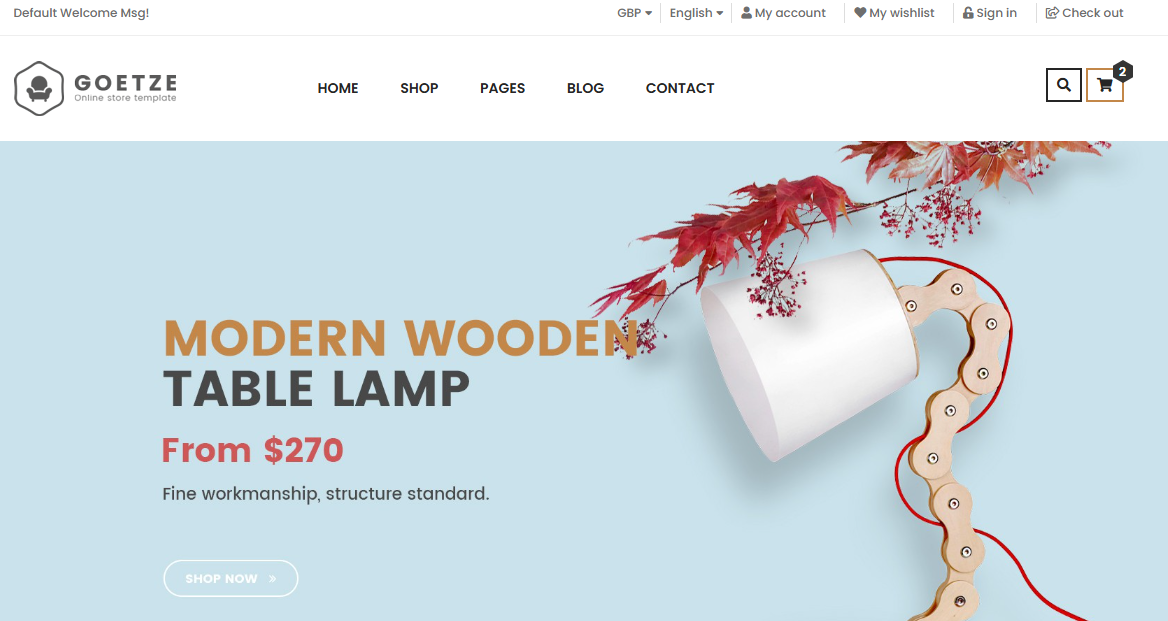 Default Welcome Msg!
GBP English My account My wishlist Sign in Check out
GOETZE
Online store template
HOME SHOP PAGES BLOG CONTACT
2
MODERN WOODEN
TABLE LAMP
From $270
Fine workmanship, structure standard.
SHOP NOW »